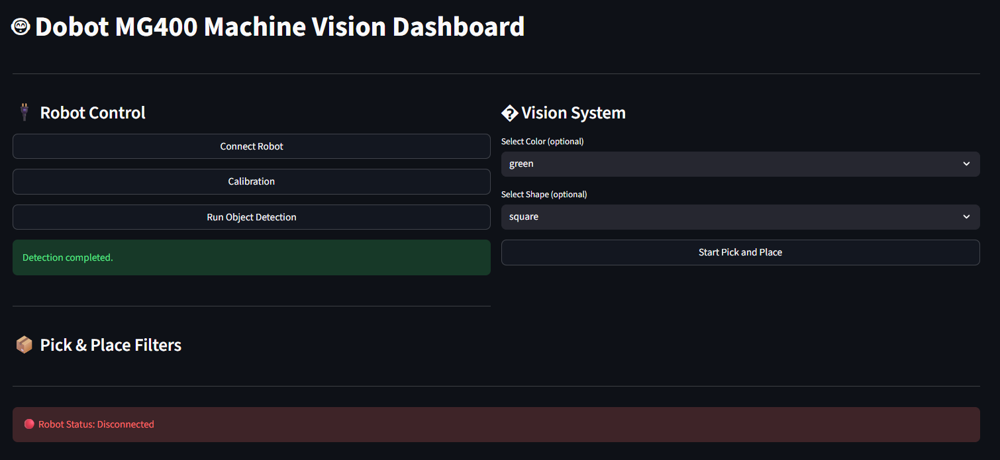 Dobot MG400 Machine Vision Dashboard
Robot Control
Connect Robot
Calibration
Run Object Detection
Detection completed.
Pick & Place Filters
� Vision System
Select Color (optional)
green
Select Shape (optional)
square
Start Pick and Place
Robot Status: Disconnected